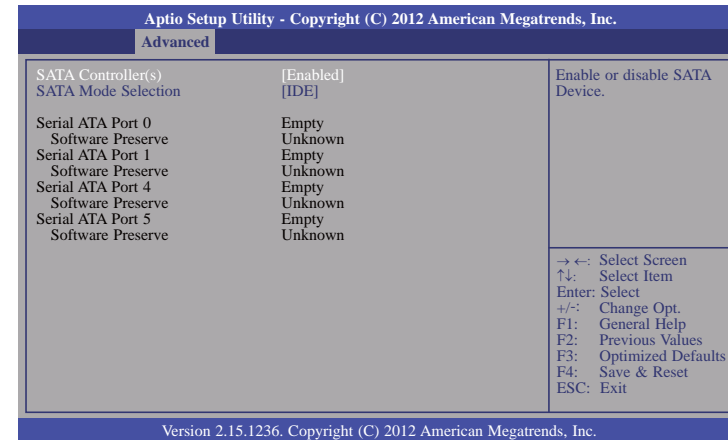 Aptio Setup Utility - Copyright (C) 2012 American Megatrends, Inc.
Advanced
SATA Controller(s) [Enabled]
SATA Mode Selection [IDE]
Serial ATA Port 0 Empty
Software Preserve Unknown
Serial ATA Port 1 Empty
Software Preserve Unknown
Serial ATA Port 4 Empty
Software Preserve Unknown
Serial ATA Port 5 Empty
Software Preserve Unknown
Enable or disable SATA
Device.
→ ←: Select Screen
↑↓: Select Item
Enter: Select
+/-: Change Opt.
F1: General Help
F2: Previous Values
F3: Optimized Defaults
F4: Save & Reset
ESC: Exit
Version 2.15.1236. Copyright (C) 2012 American Megatrends, Inc.